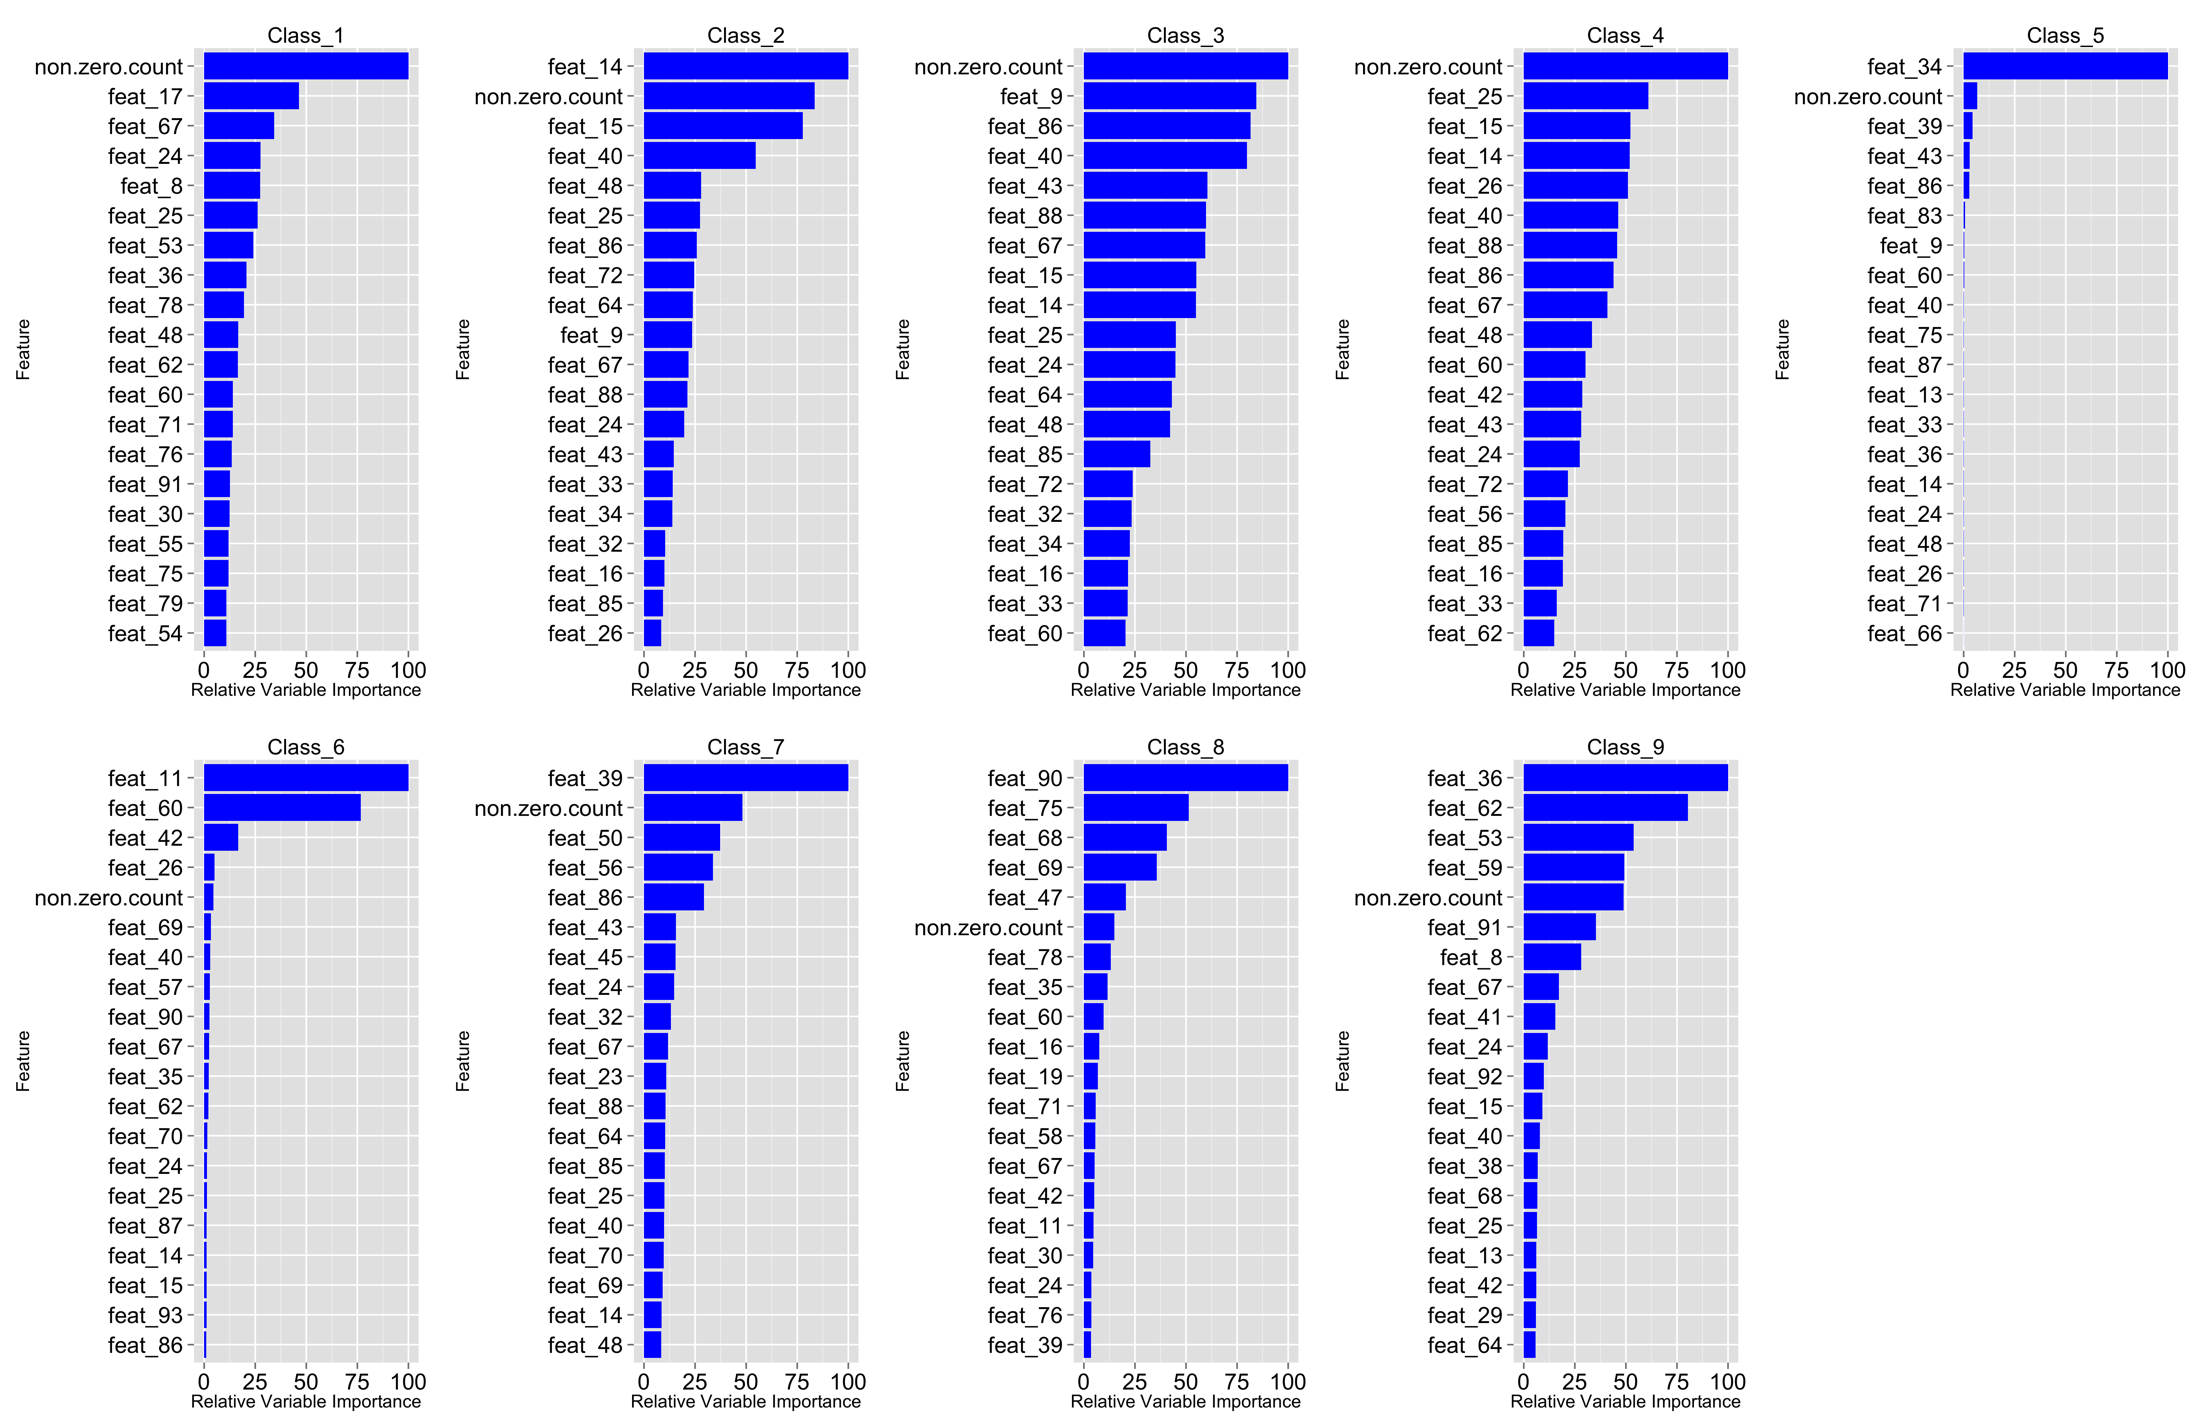 Class_1
non.zero.count
feat_17
feat_67
feat_24
feat_8
feat_25
feat_53
feat_36
feat_78
feat_48
feat_62
feat_60
feat_71
feat_76
feat_91
feat_30
feat_55
feat_75
feat_79
feat_54
0 25 50 75 100
Relative Variable Importance
Feature
Class_2
feat_14
non.zero.count
feat_15
feat_40
feat_48
feat_25
feat_86
feat_72
feat_64
feat_9
feat_67
feat_88
feat_24
feat_43
feat_33
feat_34
feat_32
feat_16
feat_85
feat_26
0 25 50 75 100
Relative Variable Importance
Feature
Class_3
non.zero.count
feat_9
feat_86
feat_40
feat_43
feat_88
feat_67
feat_15
feat_14
feat_25
feat_24
feat_64
feat_48
feat_85
feat_72
feat_32
feat_34
feat_16
feat_33
feat_60
0 25 50 75 100
Relative Variable Importance
Feature
Class_4
non.zero.count
feat_25
feat_15
feat_14
feat_26
feat_40
feat_88
feat_86
feat_67
feat_48
feat_60
feat_42
feat_43
feat_24
feat_72
feat_56
feat_85
feat_16
feat_33
feat_62
0 25 50 75 100
Relative Variable Importance
Feature
Class_5
feat_34
non.zero.count
feat_39
feat_43
feat_86
feat_83
feat_9
feat_60
feat_40
feat_75
feat_87
feat_13
feat_33
feat_36
feat_14
feat_24
feat_48
feat_26
feat_71
feat_66
0 25 50 75 100
Relative Variable Importance
Feature
Class_6
feat_11
feat_60
feat_42
feat_26
non.zero.count
feat_69
feat_40
feat_57
feat_90
feat_67
feat_35
feat_62
feat_70
feat_24
feat_25
feat_87
feat_14
feat_15
feat_93
feat_86
0 25 50 75 100
Relative Variable Importance
Feature
Class_7
feat_39
non.zero.count
feat_50
feat_56
feat_86
feat_43
feat_45
feat_24
feat_32
feat_67
feat_23
feat_88
feat_64
feat_85
feat_25
feat_40
feat_70
feat_69
feat_14
feat_48
0 25 50 75 100
Relative Variable Importance
Feature
Class_8
feat_90
feat_75
feat_68
feat_69
feat_47
non.zero.count
feat_78
feat_35
feat_60
feat_16
feat_19
feat_71
feat_58
feat_67
feat_42
feat_11
feat_30
feat_24
feat_76
feat_39
0 25 50 75 100
Relative Variable Importance
Feature
Class_9
feat_36
feat_62
feat_53
feat_59
non.zero.count
feat_91
feat_8
feat_67
feat_41
feat_24
feat_92
feat_15
feat_40
feat_38
feat_68
feat_25
feat_13
feat_42
feat_29
feat_64
0 25 50 75 100
Relative Variable Importance
Feature